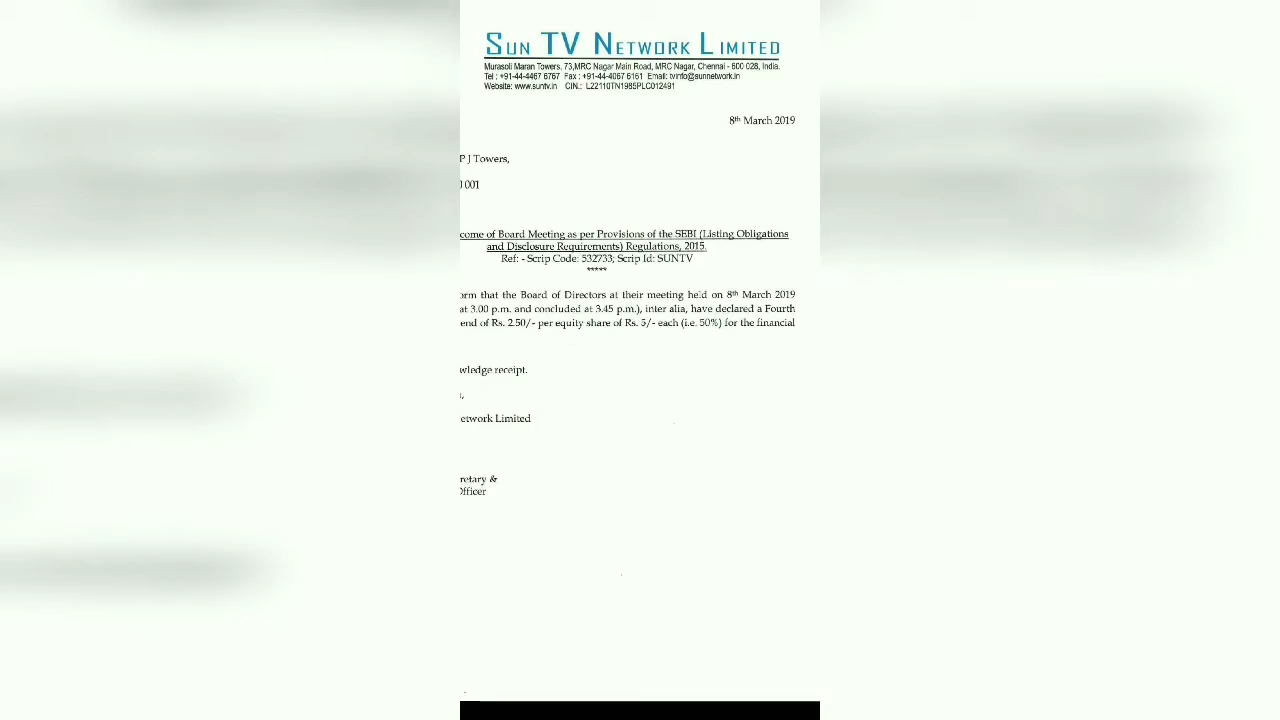 SUN TV NETWORK LIMITED
Murasoli Maran Towers, 73,MRC Nagar Main Road, MRC Nagar, Chennai - 600 028, India.
Tel : +91-44-4467 6767 Fax : +91-44-4067 6161 Email: tvinfo@sunnetwork.in
Website: www.suntv.in CIN.: L22110TN1985PLC012491
8th March 2019
P J Towers,
001
come of Board Meeting as per Provisions of the SEBI (Listing Obligations
and Disclosure Requirements) Regulations, 2015.
Ref: - Scrip Code: 532733; Scrip Id: SUNTV
*****
orm that the Board of Directors at their meeting held on 8th March 2019
at 3.00 p.m. and concluded at 3.45 p.m.), inter alia, have declared a Fourth
end of Rs. 2.50/- per equity share of Rs. 5/- each (i.e. 50%) for the financial
wledge receipt.
,
etwork Limited
retary &
Officer